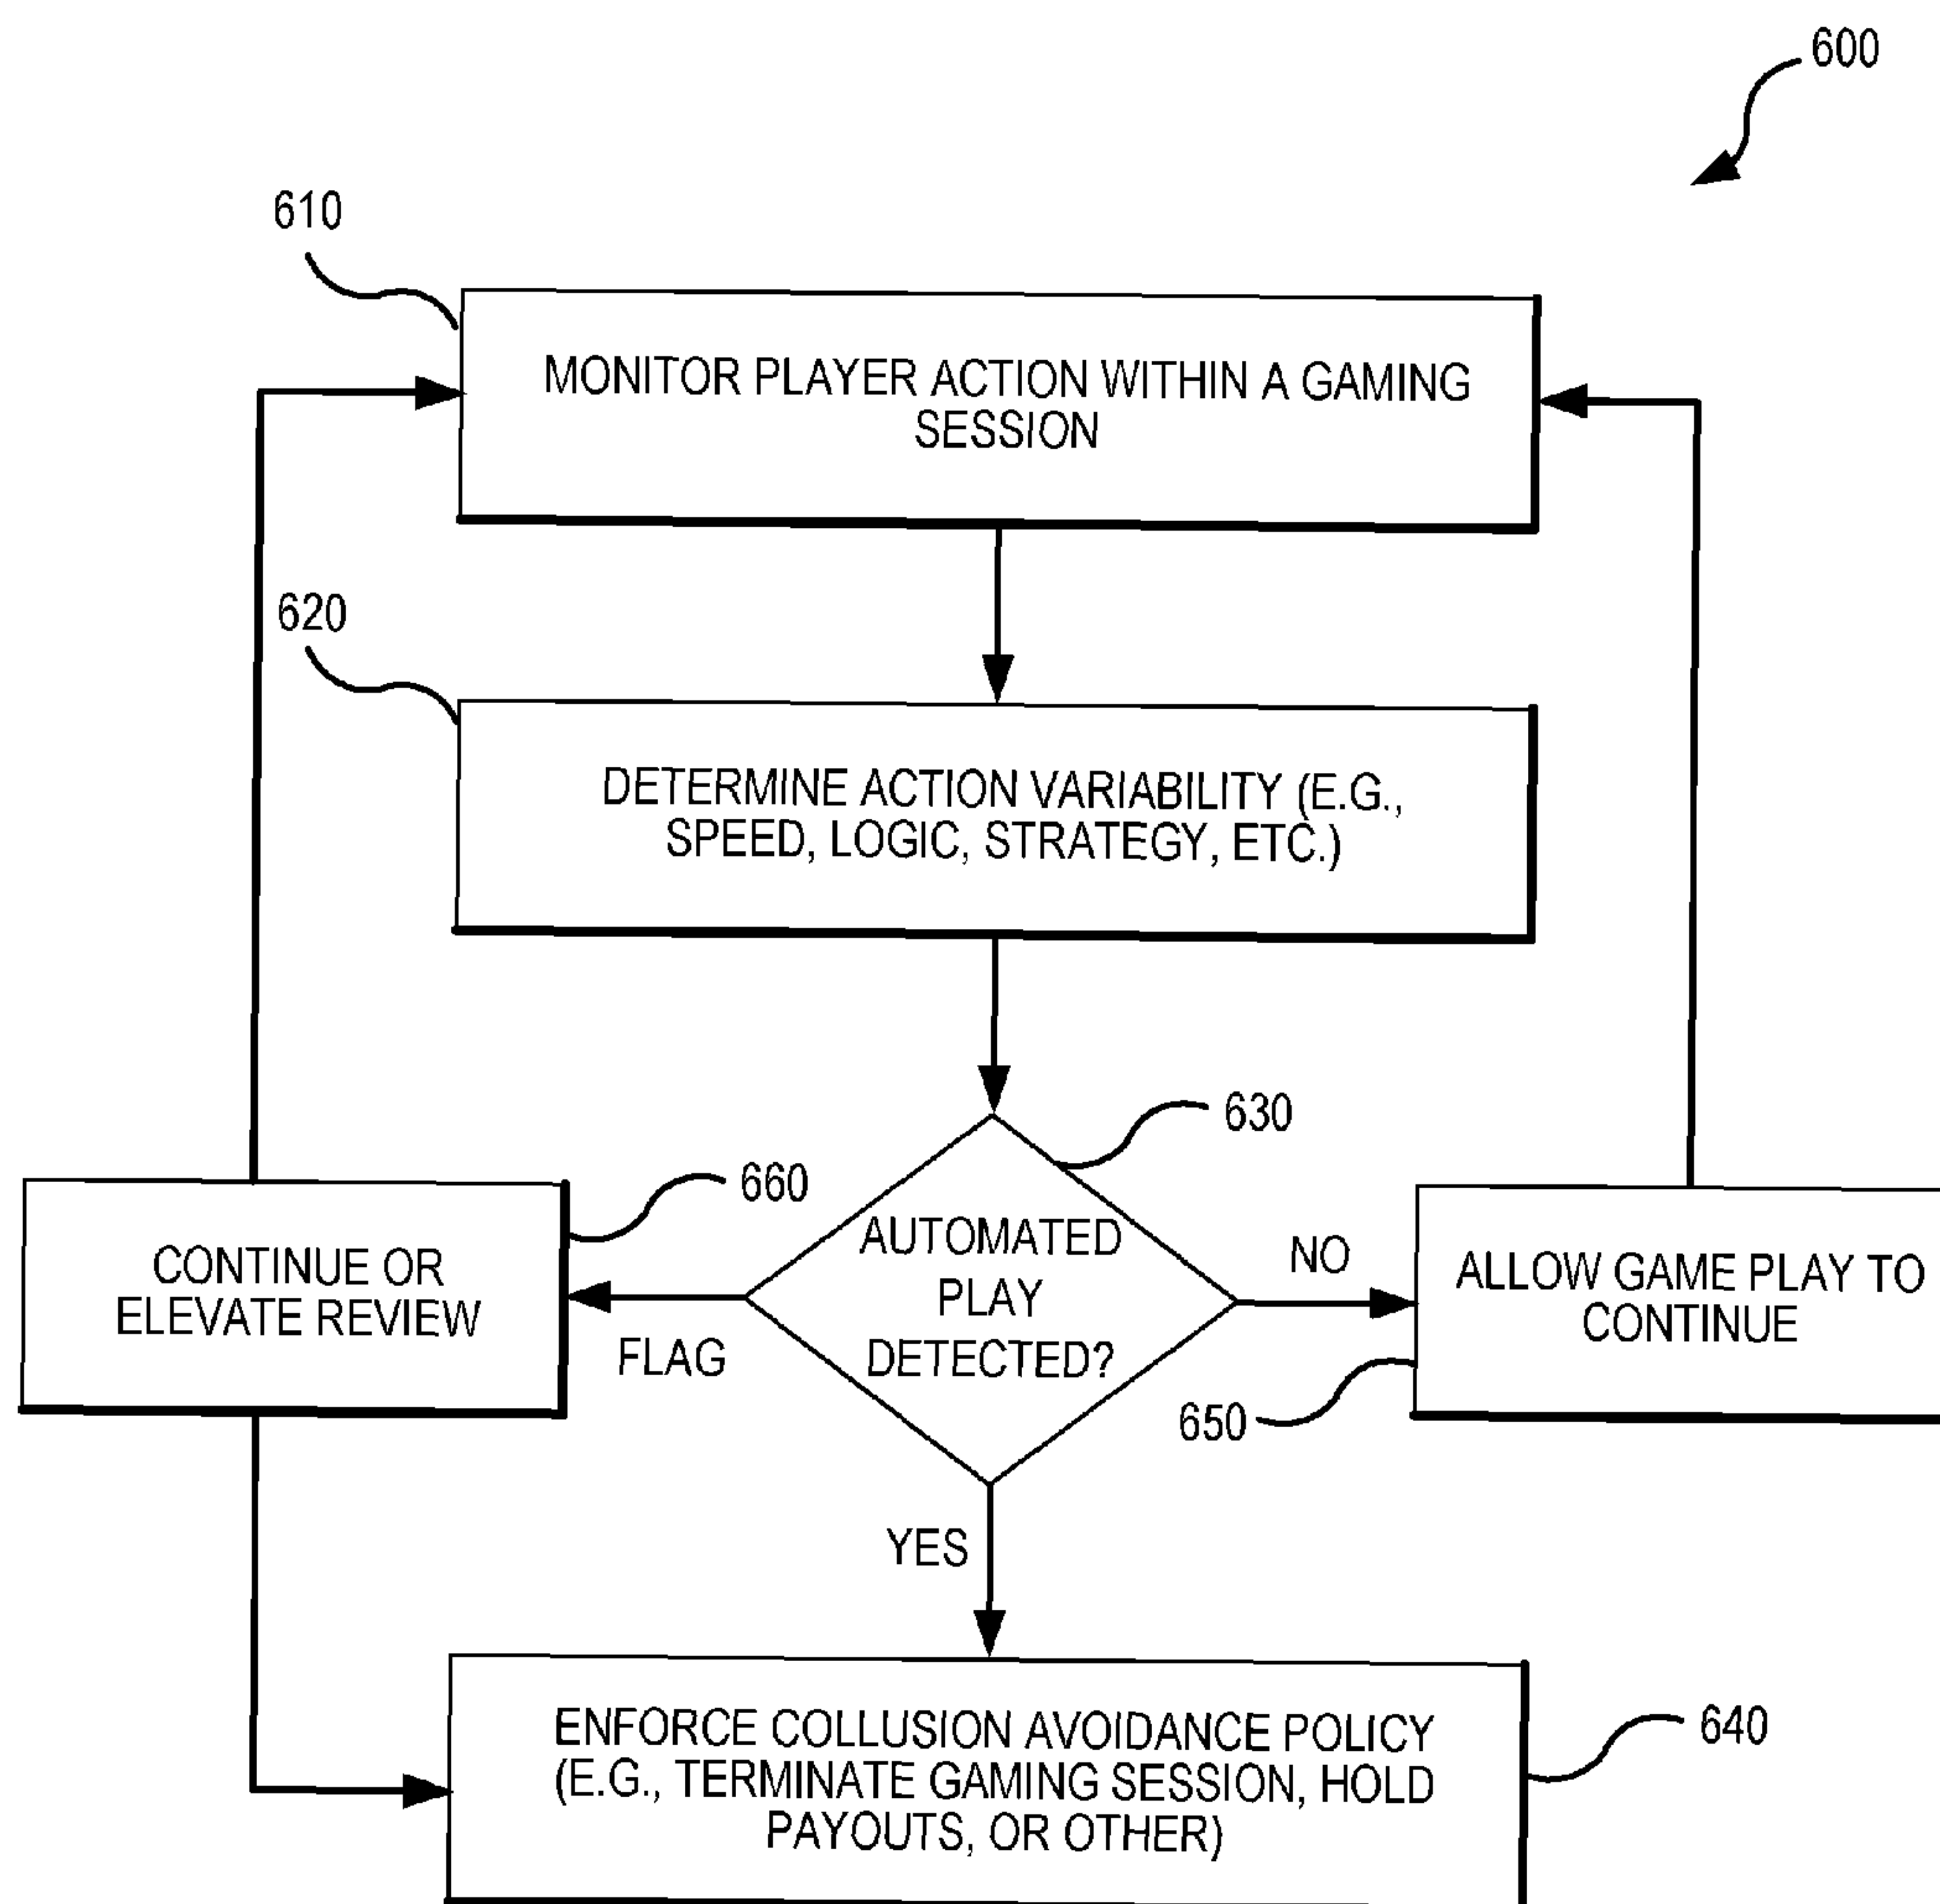 600
610
MONITOR PLAYER ACTION WITHIN A GAMING
SESSION
620
DETERMINE ACTION VARIABILITY (E.G.,
SPEED, LOGIC, STRATEGY, ETC.)
630
660
CONTINUE OR
ELEVATE REVIEW
FLAG
AUTOMATED
PLAY
DETECTED?
NO
ALLOW GAME PLAY TO
CONTINUE
650
YES
ENFORCE COLLUSION AVOIDANCE POLICY
(E.G., TERMINATE GAMING SESSION, HOLD
PAYOUTS, OR OTHER)
640